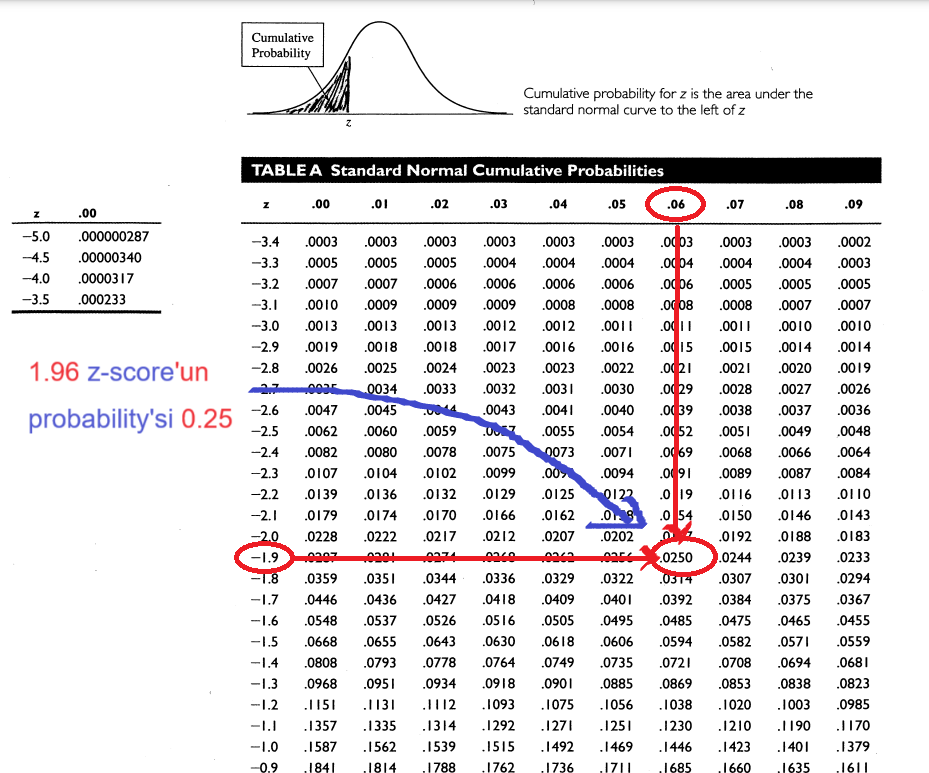 Cumulative
Probability
z
Cumulative probability for z is the area under the
standard normal curve to the left of z
z .00
−5.0 .000000287
−4.5 .00000340
−4.0 .0000317
−3.5 .000233
1.96 z-score'un
probability'si 0.25
TABLE A Standard Normal Cumulative Probabilities
z .00 .01 .02 .03 .04 .05 .06 .07 .08 .09
−3.4 .0003 .0003 .0003 .0003 .0003 .0003 .0003 .0003 .0003 .0002
−3.3 .0005 .0005 .0005 .0004 .0004 .0004 .0004 .0004 .0004 .0003
−3.2 .0007 .0007 .0006 .0006 .0006 .0006 .0006 .0005 .0005 .0005
−3.1 .0010 .0009 .0009 .0009 .0008 .0008 .0008 .0008 .0007 .0007
−3.0 .0013 .0013 .0013 .0012 .0012 .0011 .0011 .0011 .0010 .0010
−2.9 .0019 .0018 .0018 .0017 .0016 .0016 .0015 .0015 .0014 .0014
−2.8 .0026 .0025 .0024 .0023 .0023 .0022 .0021 .0021 .0020 .0019
−2.7 .0035 .0034 .0033 .0032 .0031 .0030 .0029 .0028 .0027 .0026
−2.6 .0047 .0045 .0044 .0043 .0041 .0040 .0039 .0038 .0037 .0036
−2.5 .0062 .0060 .0059 .0057 .0055 .0054 .0052 .0051 .0049 .0048
−2.4 .0082 .0080 .0078 .0075 .0073 .0071 .0069 .0068 .0066 .0064
−2.3 .0107 .0104 .0102 .0099 .0096 .0094 .0091 .0089 .0087 .0084
−2.2 .0139 .0136 .0132 .0129 .0125 .0122 .0119 .0116 .0113 .0110
−2.1 .0179 .0174 .0170 .0166 .0162 .0158 .0154 .0150 .0146 .0143
−2.0 .0228 .0222 .0217 .0212 .0207 .0202 .0192 .0188 .0183
−1.9 .0287 .0281 .0274 .0268 .0262 .0256 .0250 .0244 .0239 .0233
−1.8 .0359 .0351 .0344 .0336 .0329 .0322 .0314 .0307 .0301 .0294
−1.7 .0446 .0436 .0427 .0418 .0409 .0401 .0392 .0384 .0375 .0367
−1.6 .0548 .0537 .0526 .0516 .0505 .0495 .0485 .0475 .0465 .0455
−1.5 .0668 .0655 .0643 .0630 .0618 .0606 .0594 .0582 .0571 .0559
−1.4 .0808 .0793 .0778 .0764 .0749 .0735 .0721 .0708 .0694 .0681
−1.3 .0968 .0951 .0934 .0918 .0901 .0885 .0869 .0853 .0838 .0823
−1.2 .1151 .1131 .1112 .1093 .1075 .1056 .1038 .1020 .1003 .0985
−1.1 .1357 .1335 .1314 .1292 .1271 .1251 .1230 .1210 .1190 .1170
−1.0 .1587 .1562 .1539 .1515 .1492 .1469 .1446 .1423 .1401 .1379
−0.9 .1841 .1814 .1788 .1762 .1736 .1711 .1685 .1660 .1635 .1611